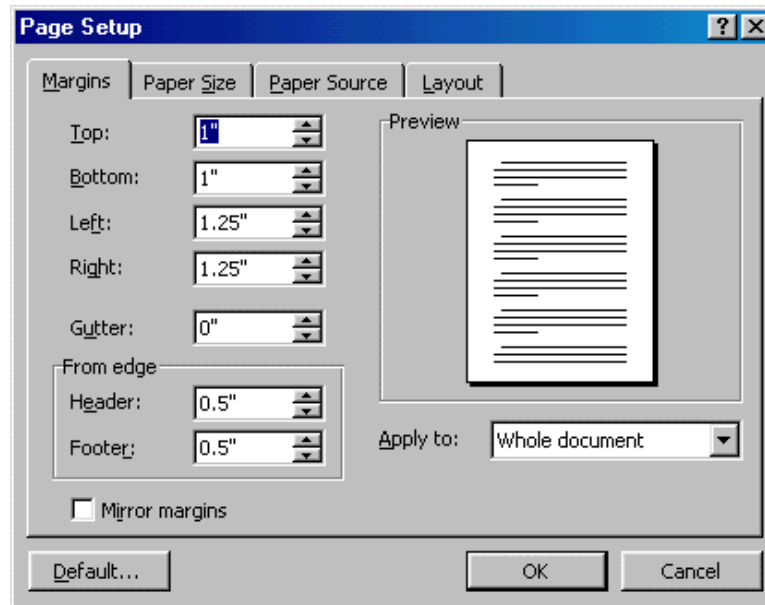 Page Setup
Margins Paper Size Paper Source Layout
Top: 1"
Bottom: 1"
Left: 1.25"
Right: 1.25"
Gutter: 0"
From edge
Header: 0.5"
Footer: 0.5"
Mirror margins
Preview
Apply to: Whole document
Default... OK Cancel